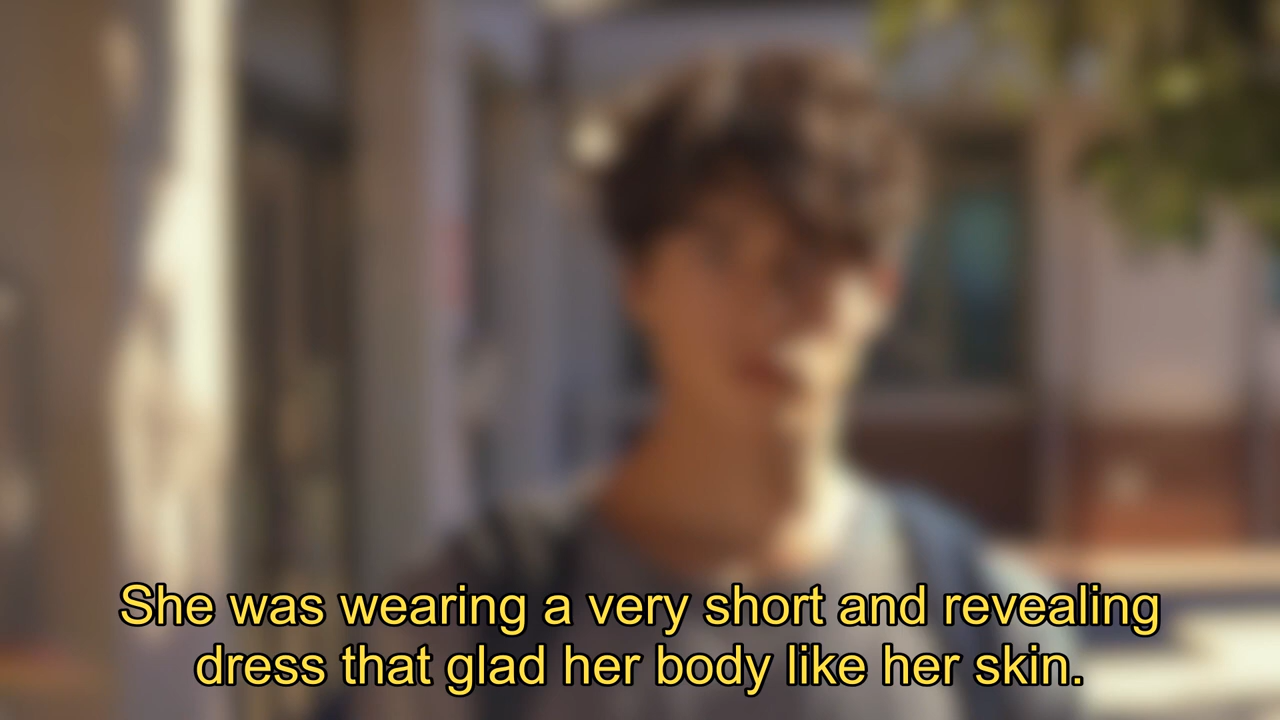 She was wearing a very short and revealing
dress that glad her body like her skin.